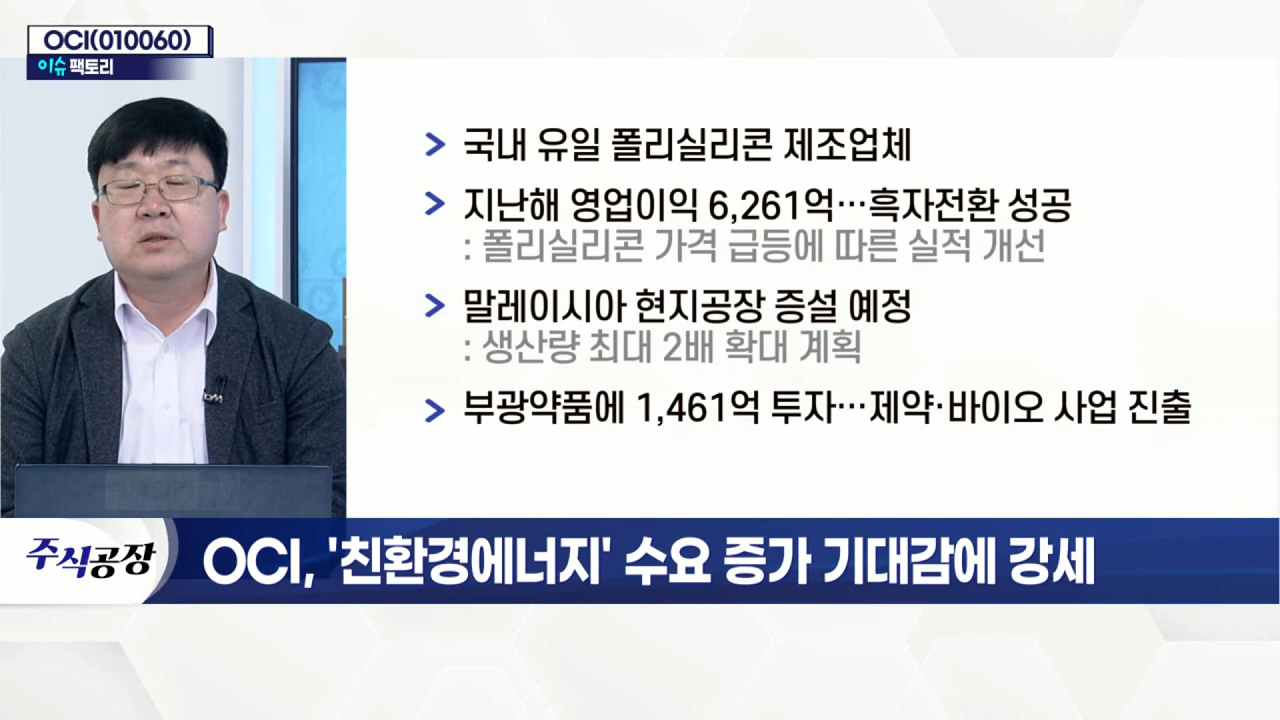 OCI(010060)
이슈 팩토리
> 국내 유일 폴리실리콘 제조업체
> 지난해 영업이익 6,261억…흑자전환 성공
: 폴리실리콘 가격 급등에 따른 실적 개선
> 말레이시아 현지공장 증설 예정
: 생산량 최대 2배 확대 계획
> 부광약품에 1,461억 투자…제약·바이오 사업 진출
주식공장
OCI, '친환경에너지' 수요 증가 기대감에 강세